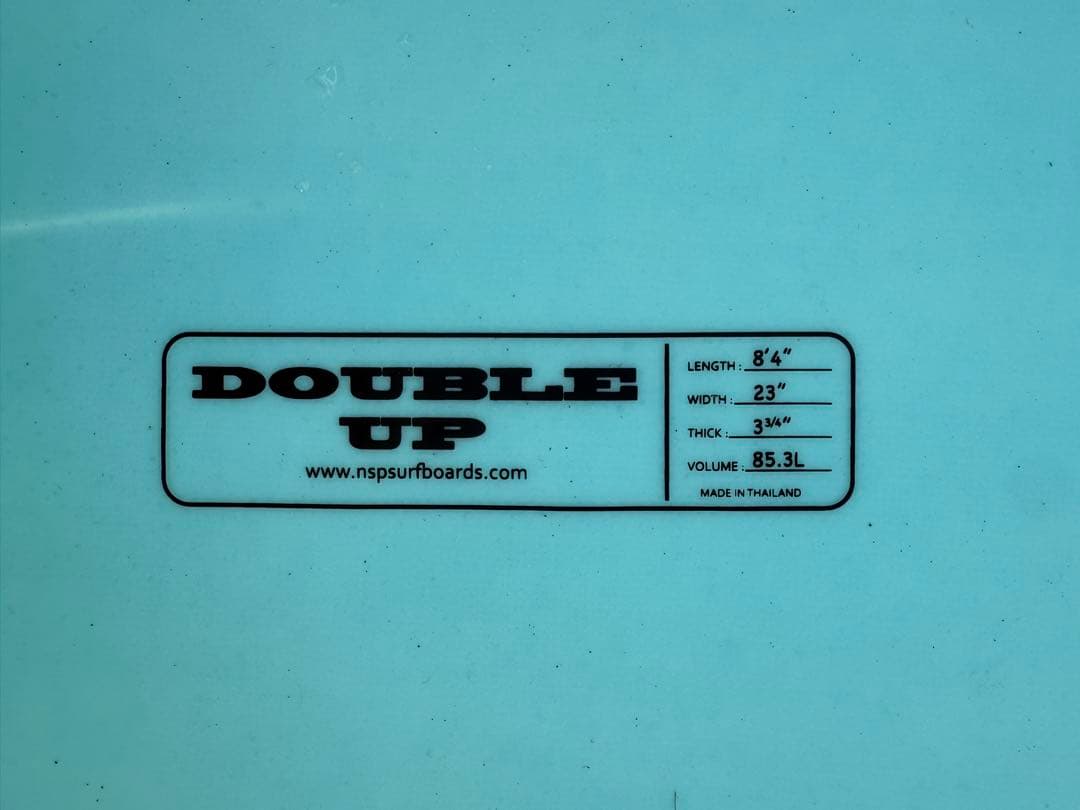 DOUBLE
UP
www.nspsurfboards.com
LENGTH: 8'4"
WIDTH: 23"
THICK: 3 3/4"
VOLUME: 85.3L
MADE IN THAILAND